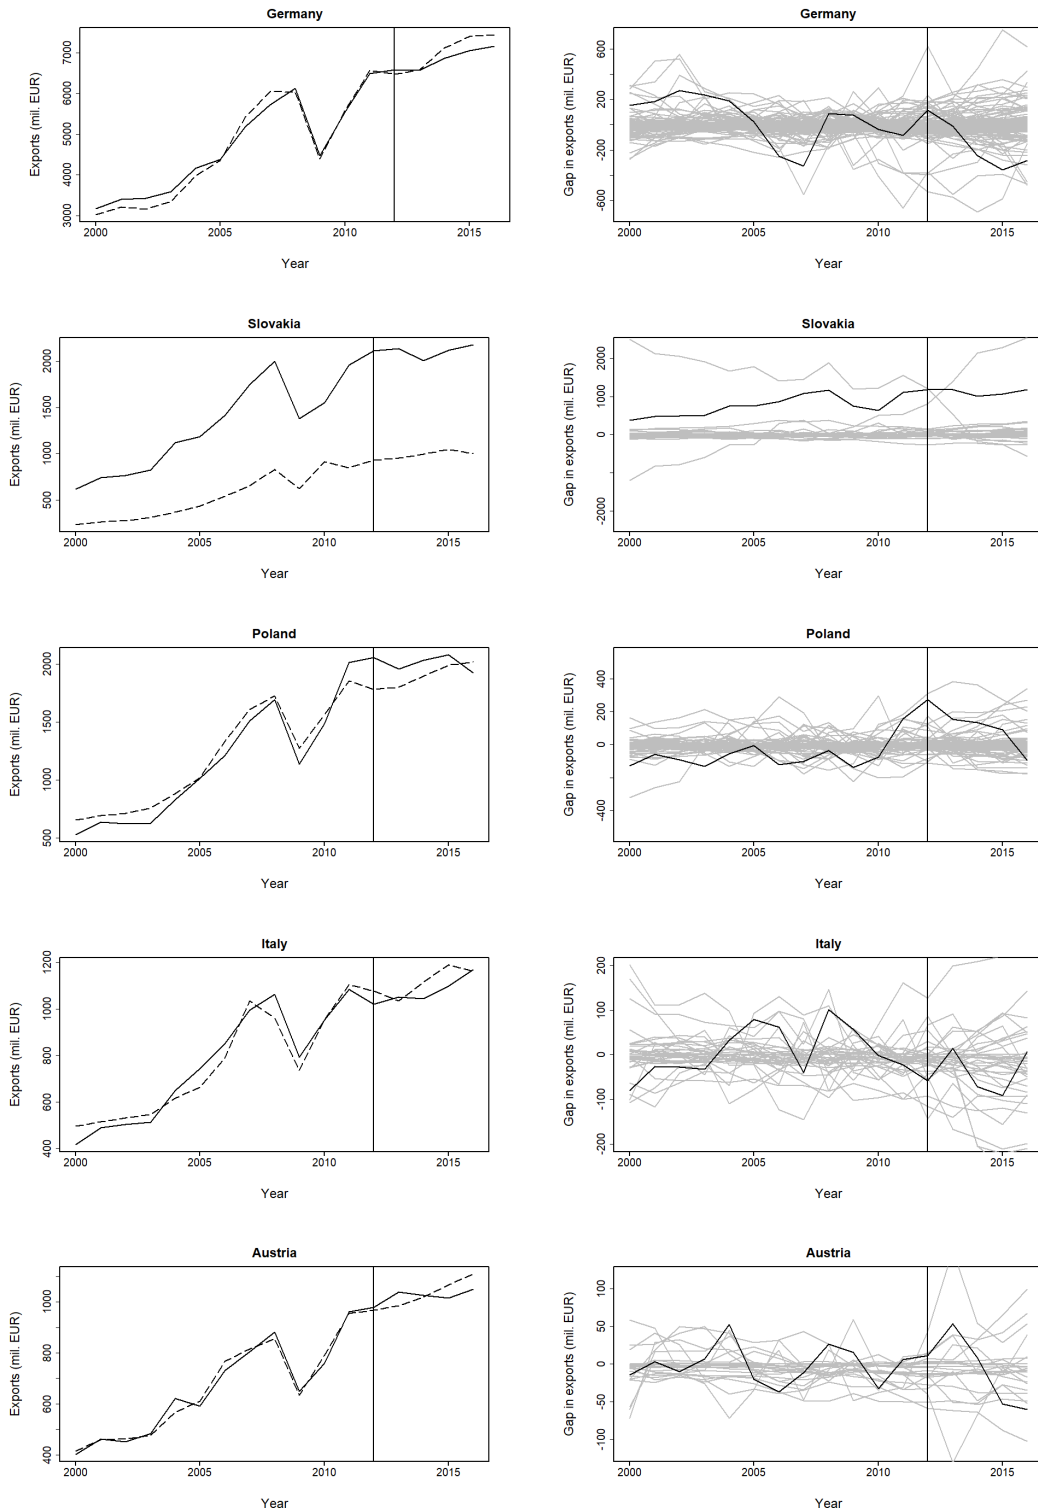 Germany
Exports (mil. EUR)
7000
6000
5000
4000
3000
2000
2005
2010
2015
Year
Germany
Gap in exports (mil. EUR)
600
200
-200
-600
2000
2005
2010
2015
Year
Slovakia
Exports (mil. EUR)
2000
1500
1000
500
2000
2005
2010
2015
Year
Slovakia
Gap in exports (mil. EUR)
2000
1000
0
-2000
2000
2005
2010
2015
Year
Poland
Exports (mil. EUR)
2000
1500
1000
500
2000
2005
2010
2015
Year
Poland
Gap in exports (mil. EUR)
400
200
0
-400
2000
2005
2010
2015
Year
Italy
Exports (mil. EUR)
1200
1000
800
600
400
2000
2005
2010
2015
Year
Italy
Gap in exports (mil. EUR)
200
100
0
-100
-200
2000
2005
2010
2015
Year
Austria
Exports (mil. EUR)
1000
800
600
400
2000
2005
2010
2015
Year
Austria
Gap in exports (mil. EUR)
100
50
0
-50
-100
2000
2005
2010
2015
Year